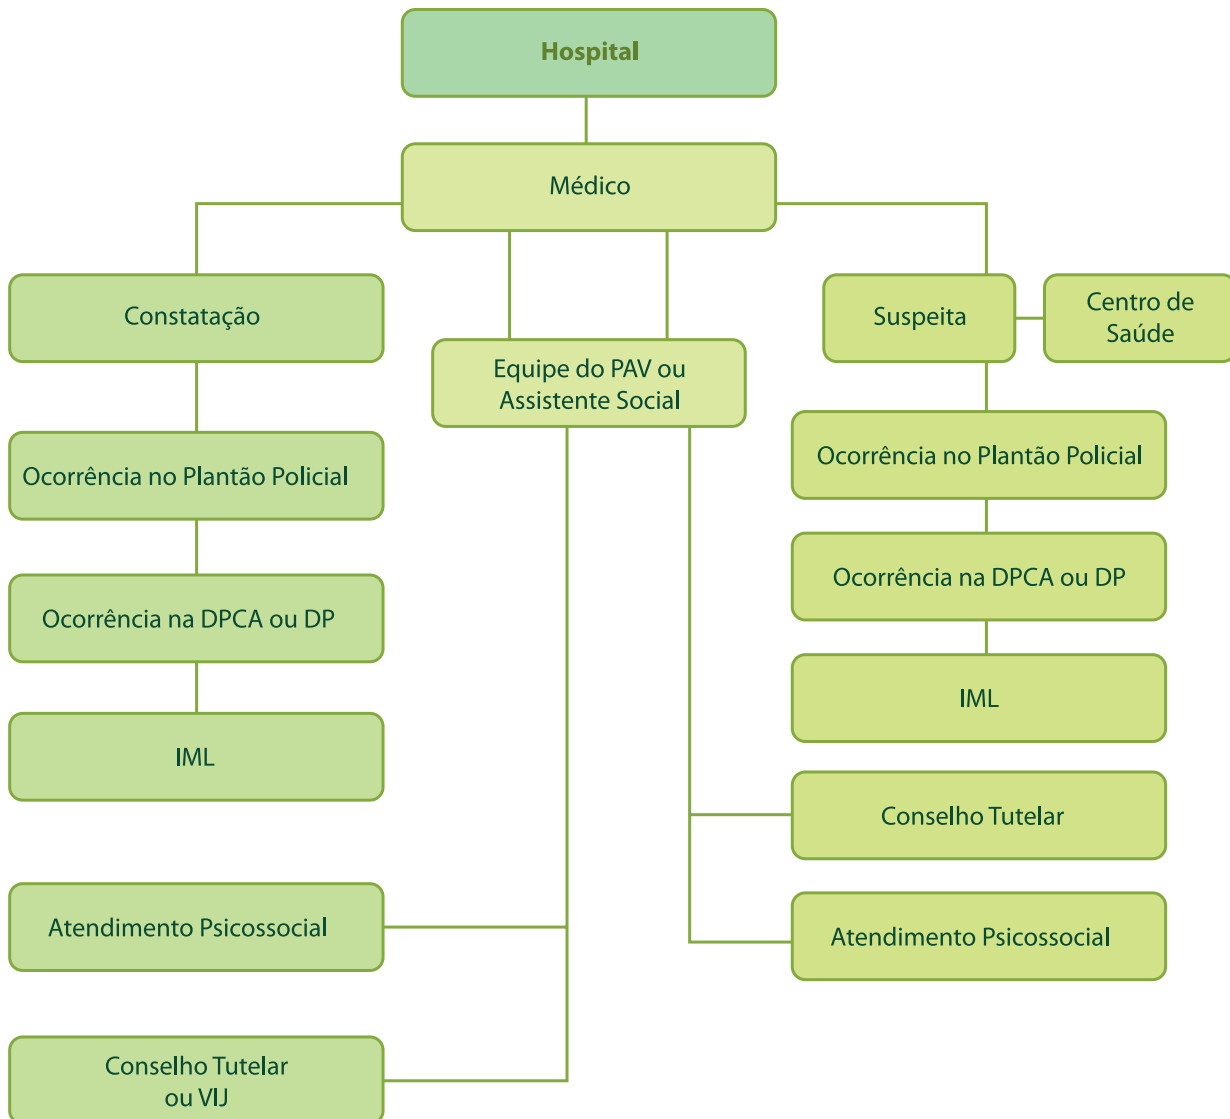 Hospital
Médico
Constatação
Suspeita
Centro de
Saúde
Equipe do PAV ou
Assistente Social
Ocorrência no Plantão Policial
Ocorrência no Plantão Policial
Ocorrência na DPCA ou DP
Ocorrência na DPCA ou DP
IML
IML
Conselho Tutelar
Atendimento Psicossocial
Atendimento Psicossocial
Conselho Tutelar
ou VIJ